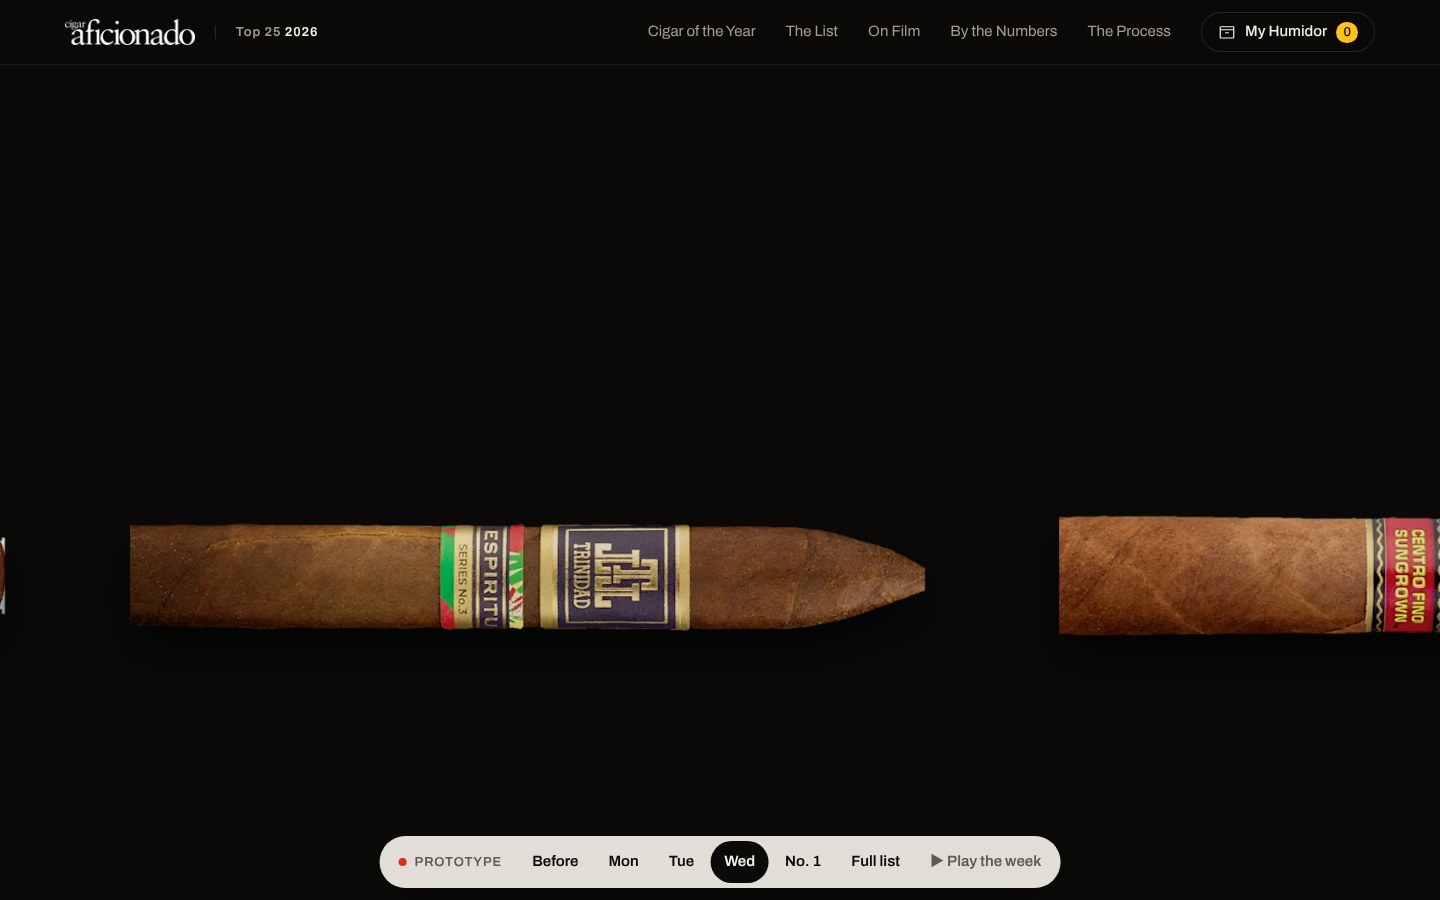 cigar
aficionado
Top 25 2026
Cigar of the Year
The List
On Film
By the Numbers
The Process
My Humidor 0
SERIES No.3
ESPIRITU
TRINIDAD
CENTRO FINO
SUNGROWN
PROTOTYPE
Before
Mon
Tue
Wed
No. 1
Full list
Play the week